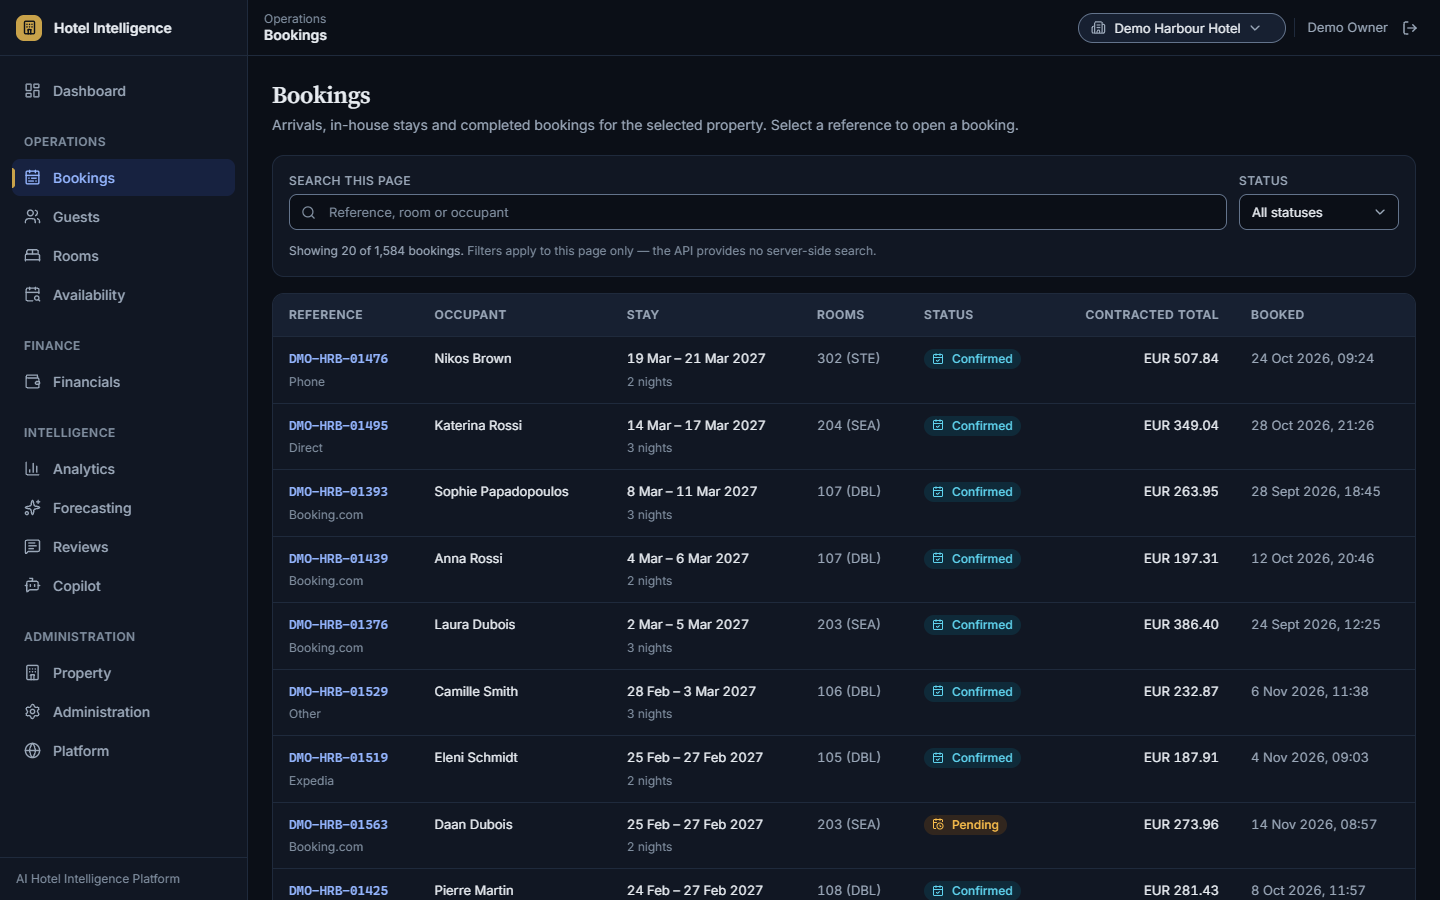 Hotel Intelligence
Operations
Bookings
Demo Harbour Hotel
Demo Owner
Dashboard
OPERATIONS
Bookings
Guests
Rooms
Availability
FINANCE
Financials
INTELLIGENCE
Analytics
Forecasting
Reviews
Copilot
ADMINISTRATION
Property
Administration
Platform
AI Hotel Intelligence Platform
Bookings
Arrivals, in-house stays and completed bookings for the selected property. Select a reference to open a booking.
SEARCH THIS PAGE
STATUS
Reference, room or occupant
All statuses
Showing 20 of 1,584 bookings. Filters apply to this page only — the API provides no server-side search.
REFERENCE OCCUPANT STAY ROOMS STATUS CONTRACTED TOTAL BOOKED
DMO-HRB-01476 Nikos Brown 19 Mar – 21 Mar 2027 302 (STE) Confirmed EUR 507.84 24 Oct 2026, 09:24
Phone 2 nights
DMO-HRB-01495 Katerina Rossi 14 Mar – 17 Mar 2027 204 (SEA) Confirmed EUR 349.04 28 Oct 2026, 21:26
Direct 3 nights
DMO-HRB-01393 Sophie Papadopoulos 8 Mar – 11 Mar 2027 107 (DBL) Confirmed EUR 263.95 28 Sept 2026, 18:45
Booking.com 3 nights
DMO-HRB-01439 Anna Rossi 4 Mar – 6 Mar 2027 107 (DBL) Confirmed EUR 197.31 12 Oct 2026, 20:46
Booking.com 2 nights
DMO-HRB-01376 Laura Dubois 2 Mar – 5 Mar 2027 203 (SEA) Confirmed EUR 386.40 24 Sept 2026, 12:25
Booking.com 3 nights
DMO-HRB-01529 Camille Smith 28 Feb – 3 Mar 2027 106 (DBL) Confirmed EUR 232.87 6 Nov 2026, 11:38
Other 3 nights
DMO-HRB-01519 Eleni Schmidt 25 Feb – 27 Feb 2027 105 (DBL) Confirmed EUR 187.91 4 Nov 2026, 09:03
Expedia 2 nights
DMO-HRB-01563 Daan Dubois 25 Feb – 27 Feb 2027 203 (SEA) Pending EUR 273.96 14 Nov 2026, 08:57
Booking.com 2 nights
DMO-HRB-01425 Pierre Martin 24 Feb – 27 Feb 2027 108 (DBL) Confirmed EUR 281.43 8 Oct 2026, 11:57